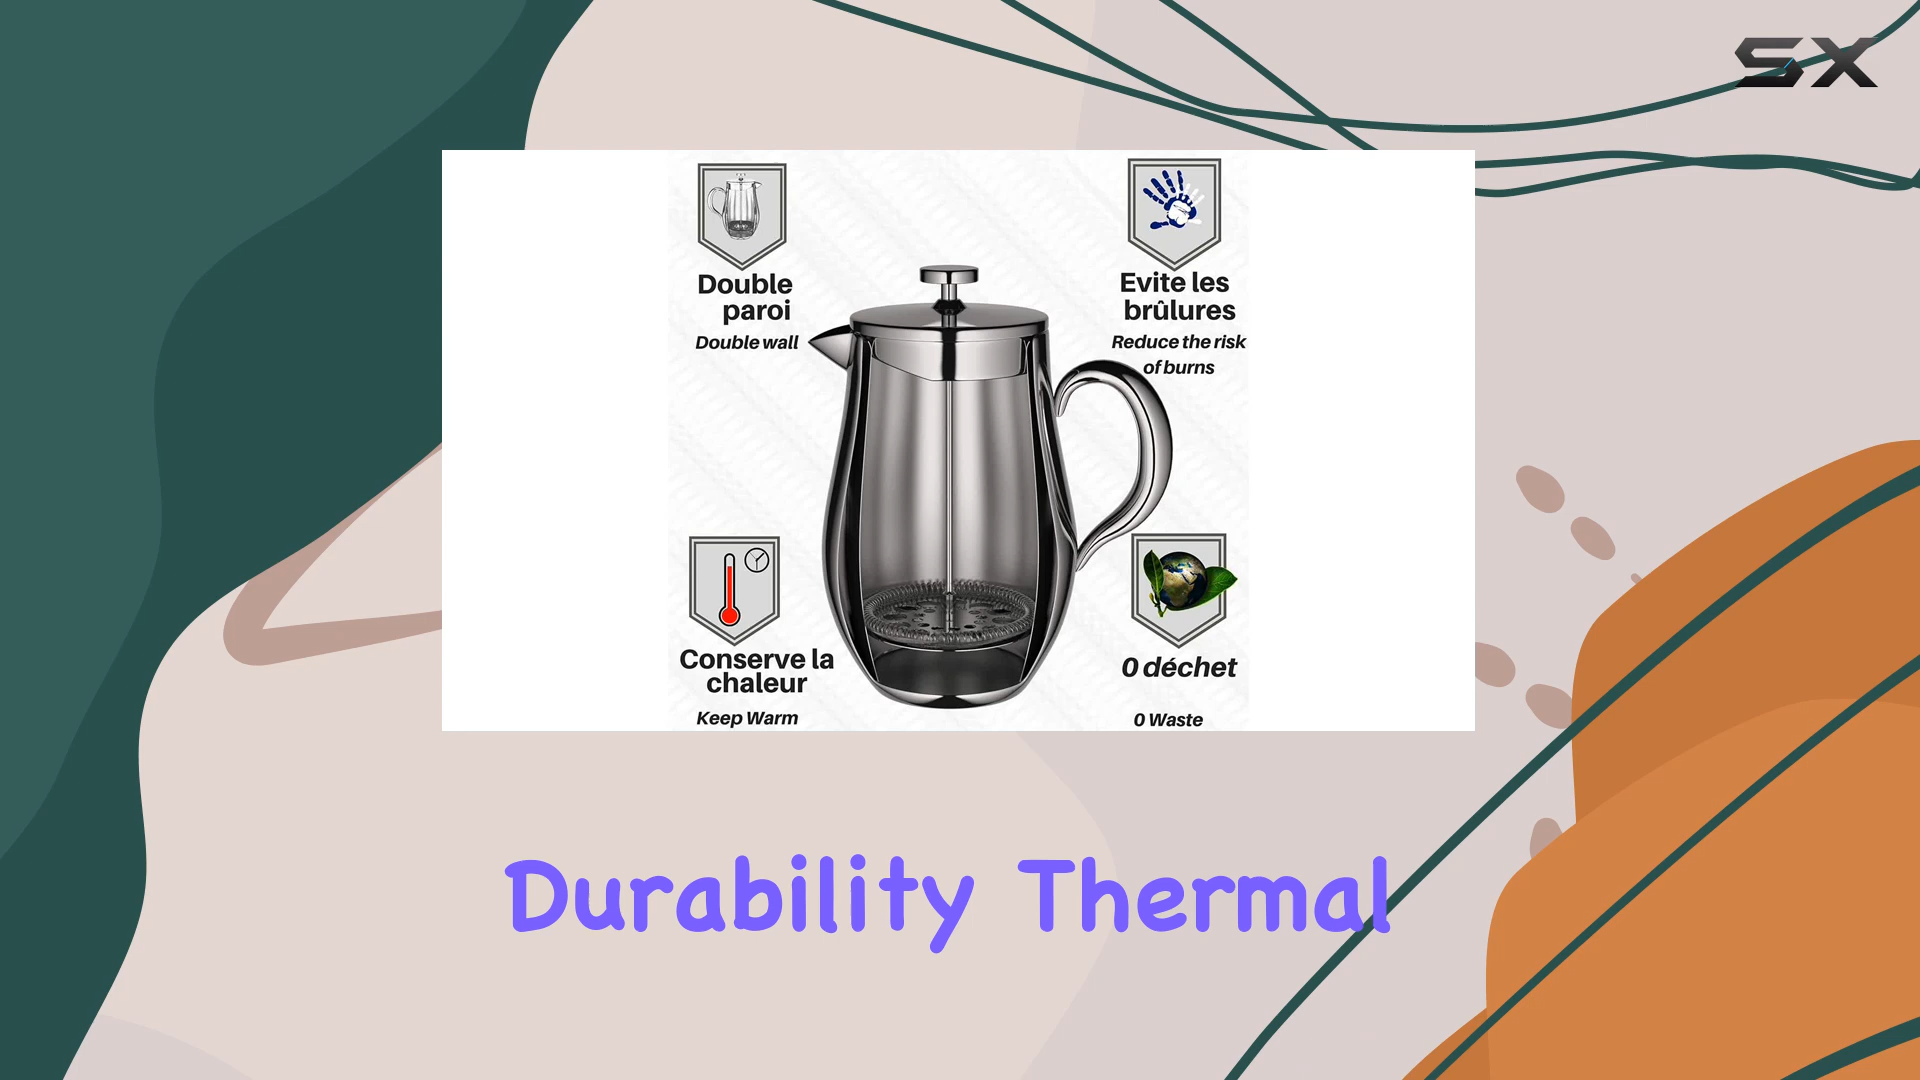 SX
Double
paroi
Double wall
Evite les
brûlures
Reduce the risk
of burns
Conserve la
chaleur
Keep Warm
0 déchet
0 Waste
Durability Thermal